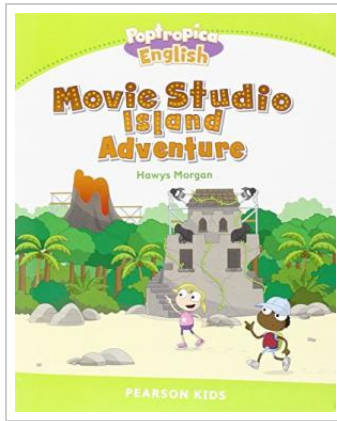 Poptropica
English
Movie Studio
Island
Adventure
Hawys Morgan
PEARSON KIDS